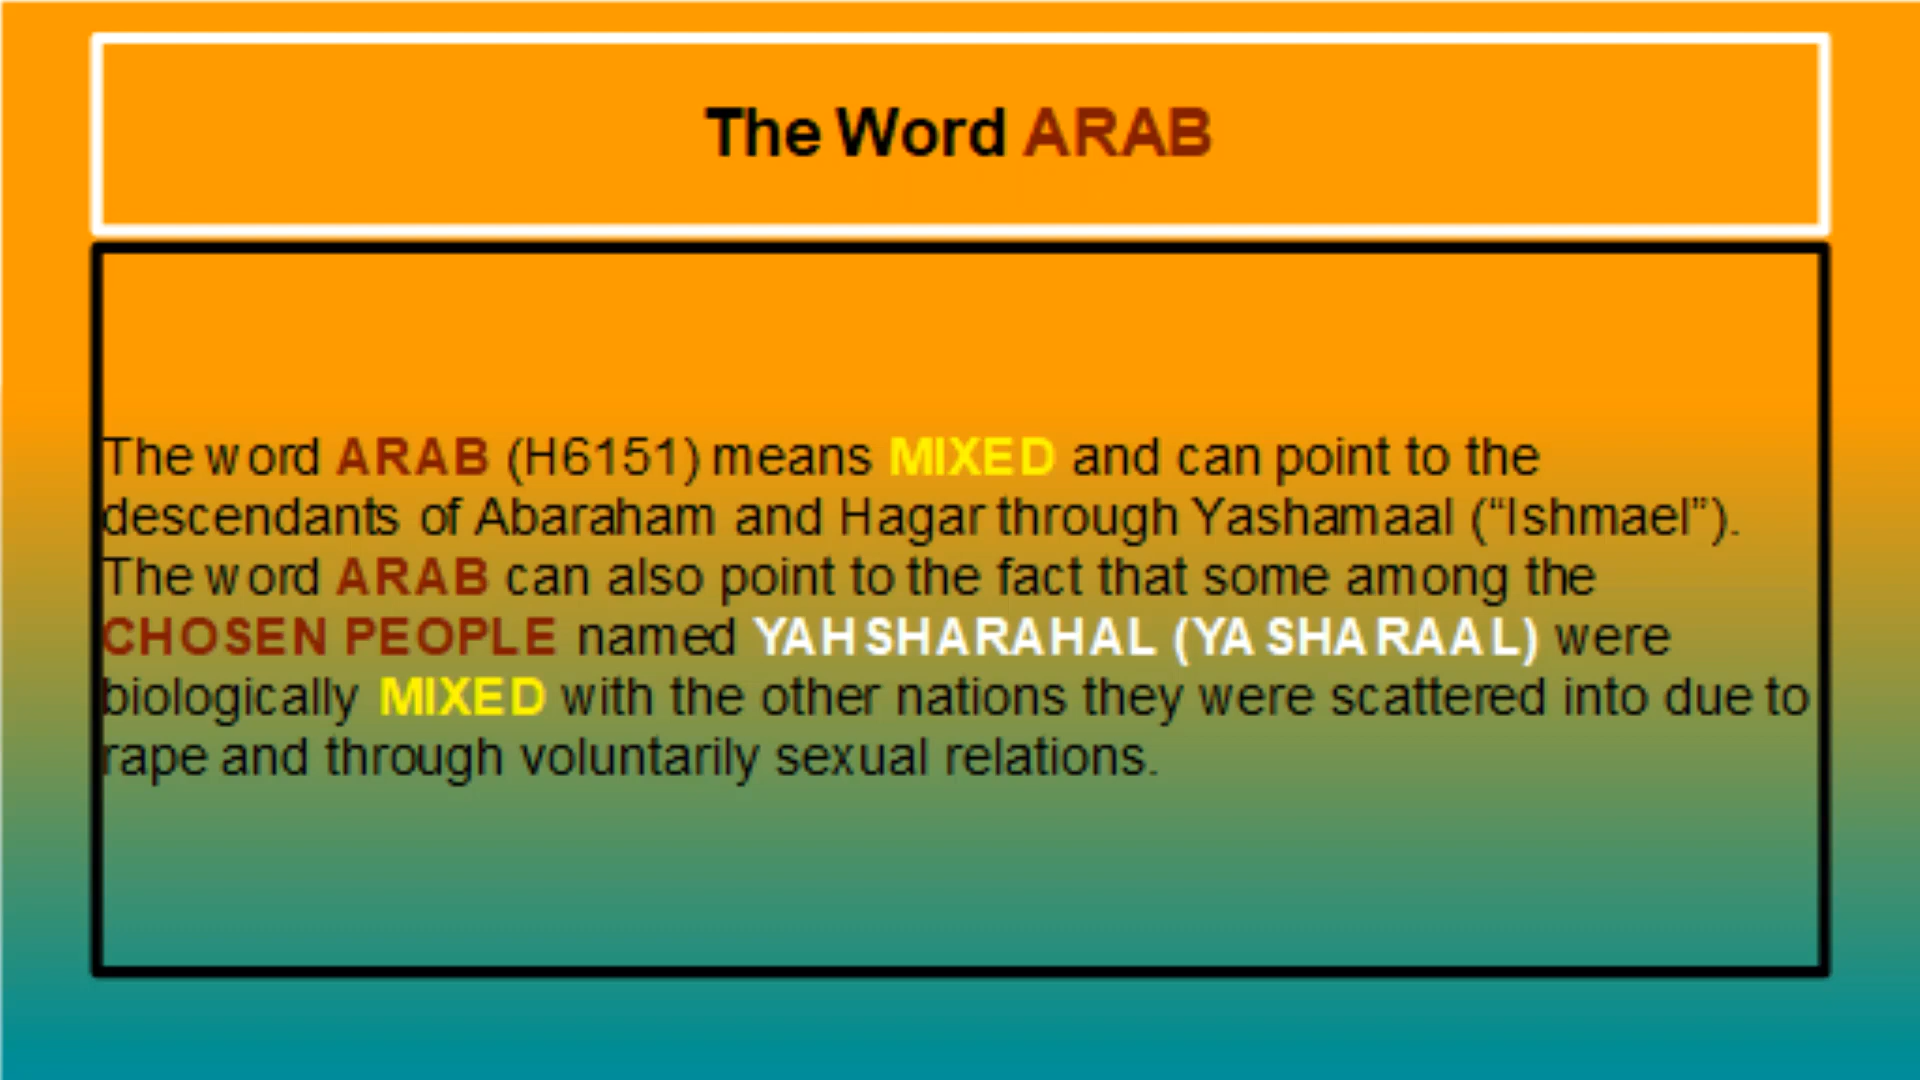 The Word ARAB
The word ARAB (H6151) means MIXED and can point to the
descendants of Abaraham and Hagar through Yashamaal (“Ishmael”).
The word ARAB can also point to the fact that some among the
CHOSEN PEOPLE named YAHSHARAHAL (YASHARAAL) were
biologically MIXED with the other nations they were scattered into due to
rape and through voluntarily sexual relations.